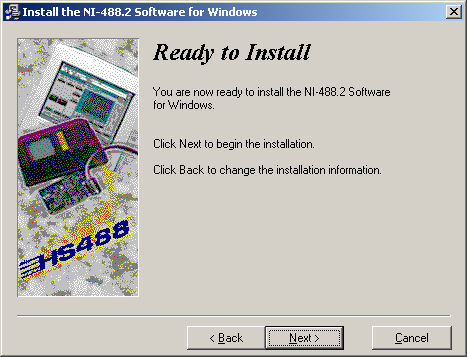 Install the NI-488.2 Software for Windows
Ready to Install
You are now ready to install the NI-488.2 Software
for Windows.
Click Next to begin the installation.
Click Back to change the installation information.
HS488
< Back
Next >
Cancel